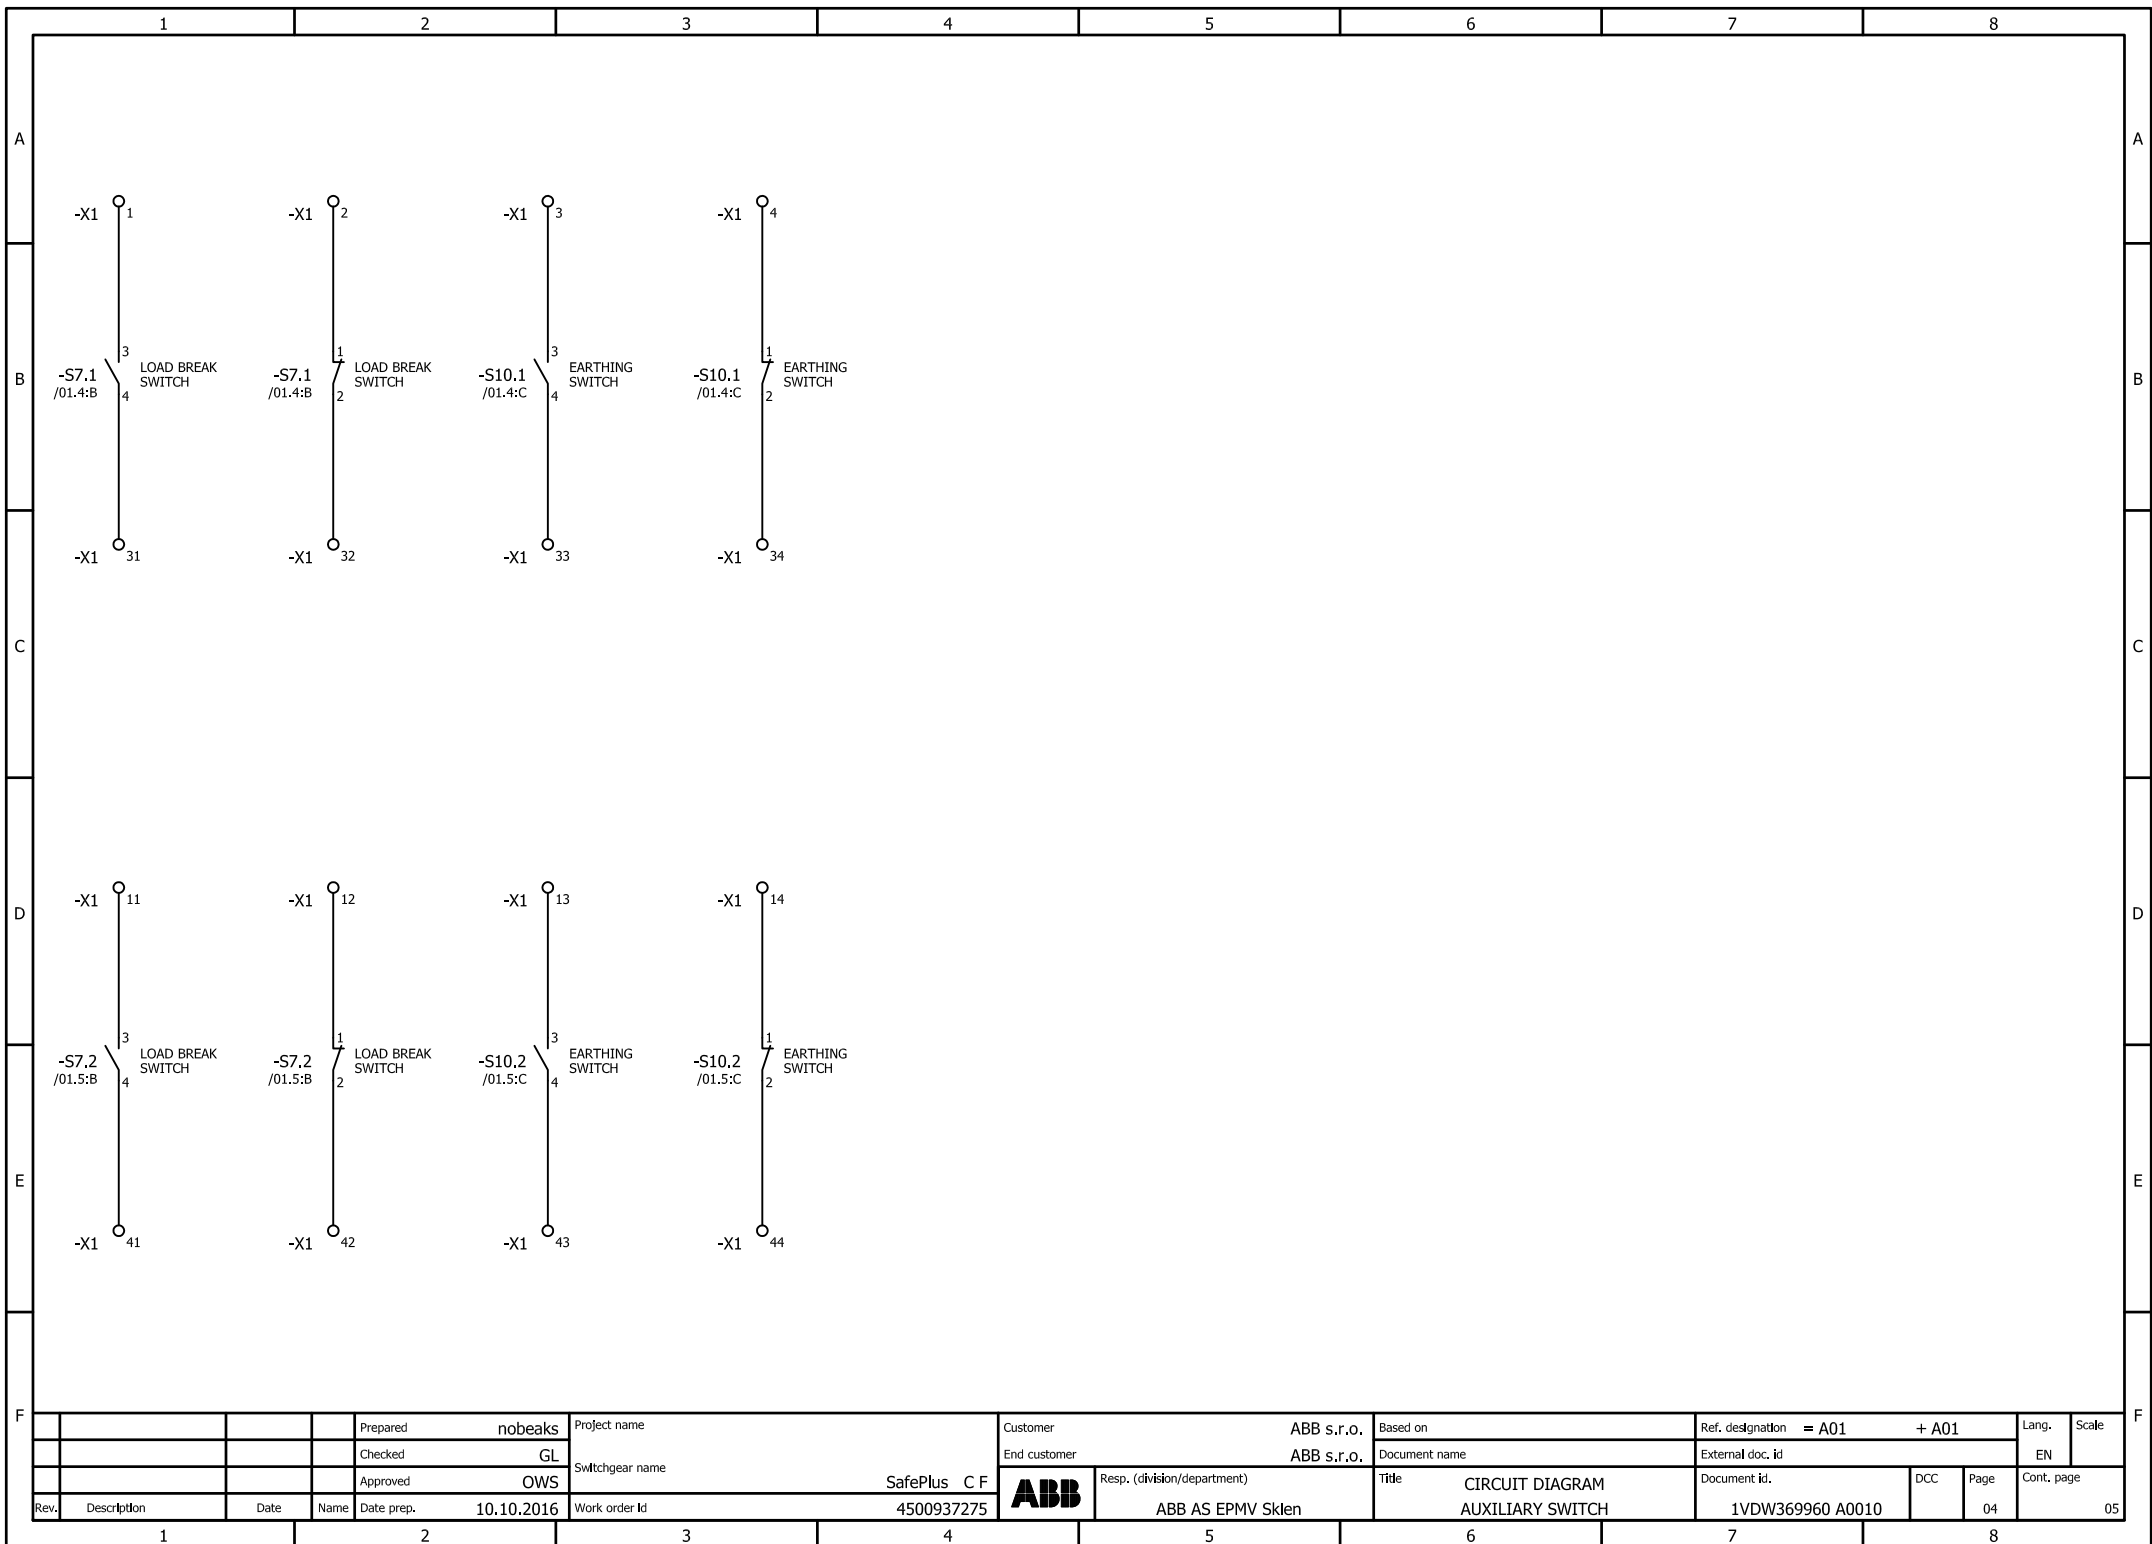 1 2 3 4 5 6 7 8
A A
-X1 1 -X1 2 -X1 3 -X1 4
3 1 3 1
-S7.1 LOAD BREAK -S7.1 LOAD BREAK -S10.1 EARTHING -S10.1 EARTHING
SWITCH SWITCH SWITCH SWITCH
B B
/01.4:B 4 /01.4:B 2 /01.4:C 4 /01.4:C 2
-X1 31 -X1 32 -X1 33 -X1 34
C C
-X1 11 -X1 12 -X1 13 -X1 14
D D
3 1 3 1
-S7.2 LOAD BREAK -S7.2 LOAD BREAK -S10.2 EARTHING -S10.2 EARTHING
SWITCH SWITCH SWITCH SWITCH
/01.5:B 4 /01.5:B 2 /01.5:C 4 /01.5:C 2
E E
-X1 41 -X1 42 -X1 43 -X1 44
F F
Prepared nobeaks Project name Customer ABB s.r.o. Based on Ref. designation = A01 + A01 Lang. Scale
Checked GL Switchgear name End customer ABB s.r.o. Document name External doc. id EN
Approved OWS SafePlus C F ABB Resp. (division/department) Title CIRCUIT DIAGRAM Document id. DCC Page Cont. page
Rev. Description Date Name Date prep. 10.10.2016 Work order id 4500937275 ABB AS EPMV Skien AUXILIARY SWITCH 1VDW369960 A0010 04 05
1 2 3 4 5 6 7 8